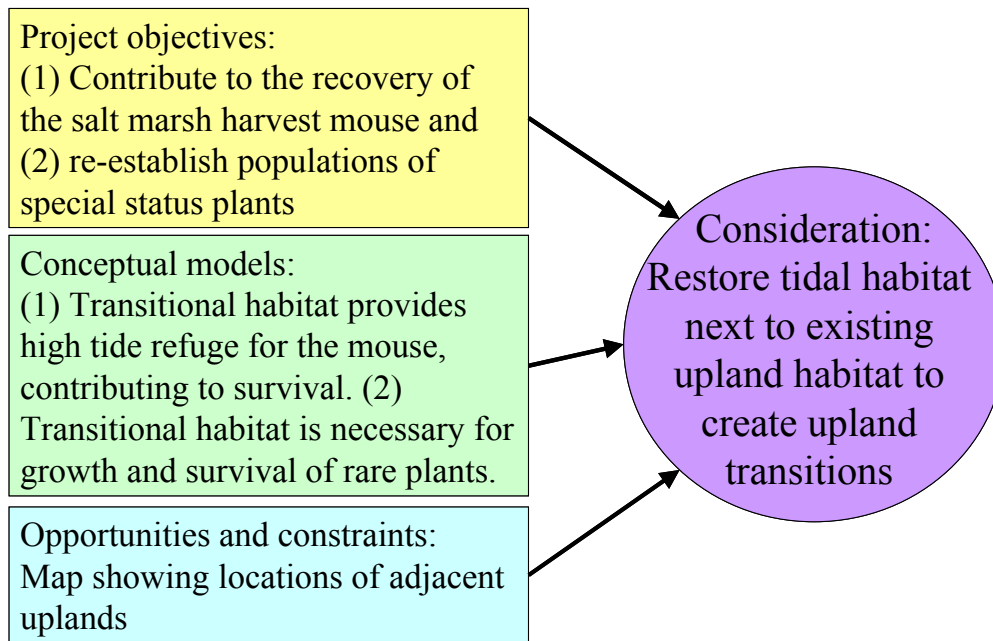 Project objectives:
(1) Contribute to the recovery of
the salt marsh harvest mouse and
(2) re-establish populations of
special status plants
Conceptual models:
(1) Transitional habitat provides
high tide refuge for the mouse,
contributing to survival. (2)
Transitional habitat is necessary for
growth and survival of rare plants.
Opportunities and constraints:
Map showing locations of adjacent
uplands
Consideration:
Restore tidal habitat
next to existing
upland habitat to
create upland
transitions